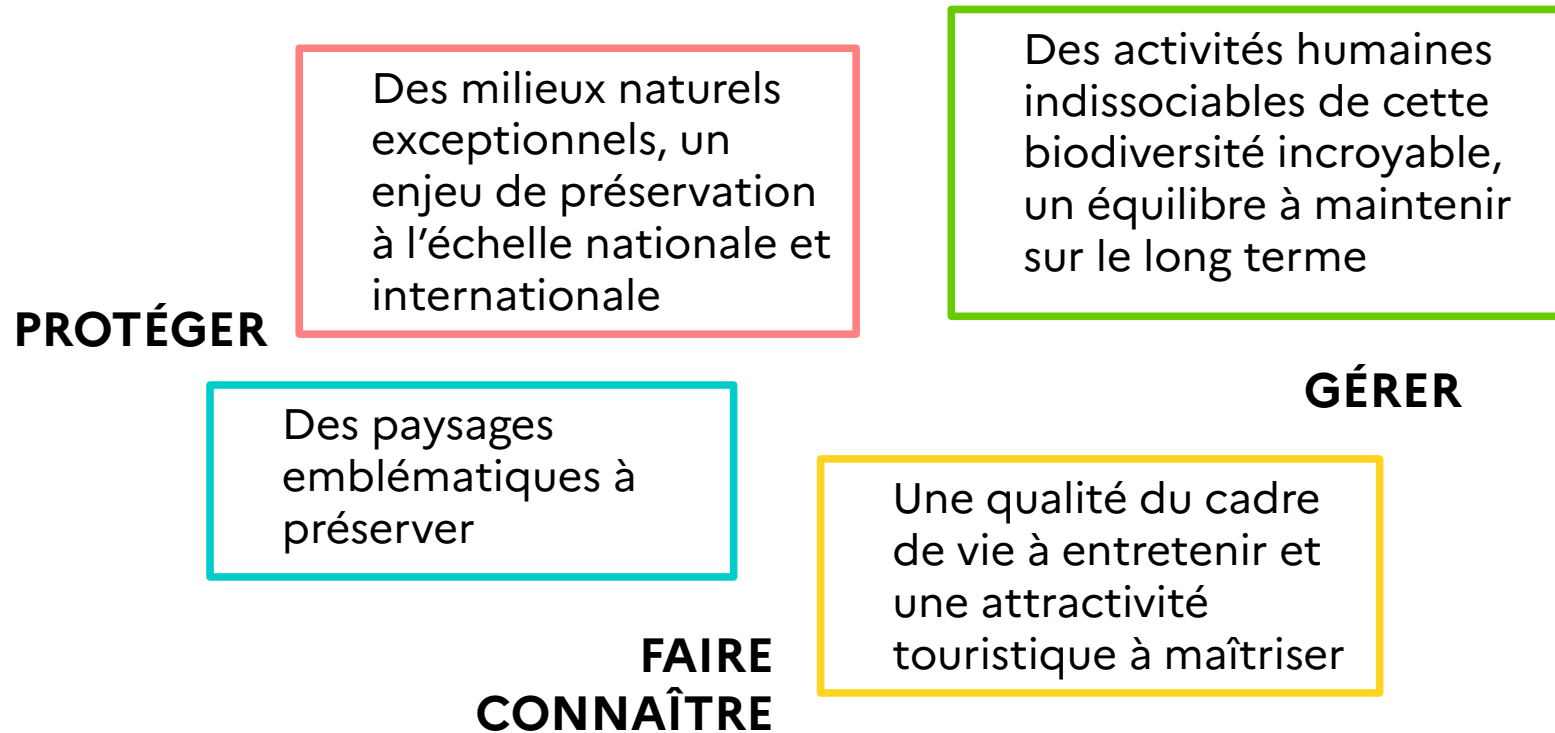 Des milieux naturels
exceptionnels, un
enjeu de préservation
à l’échelle nationale et
internationale
Des activités humaines
indissociables de cette
biodiversité incroyable,
un équilibre à maintenir
sur le long terme
PROTÉGER
GÉRER
Des paysages
emblématiques à
préserver
Une qualité du cadre
de vie à entretenir et
une attractivité
touristique à maîtriser
FAIRE
CONNAÎTRE